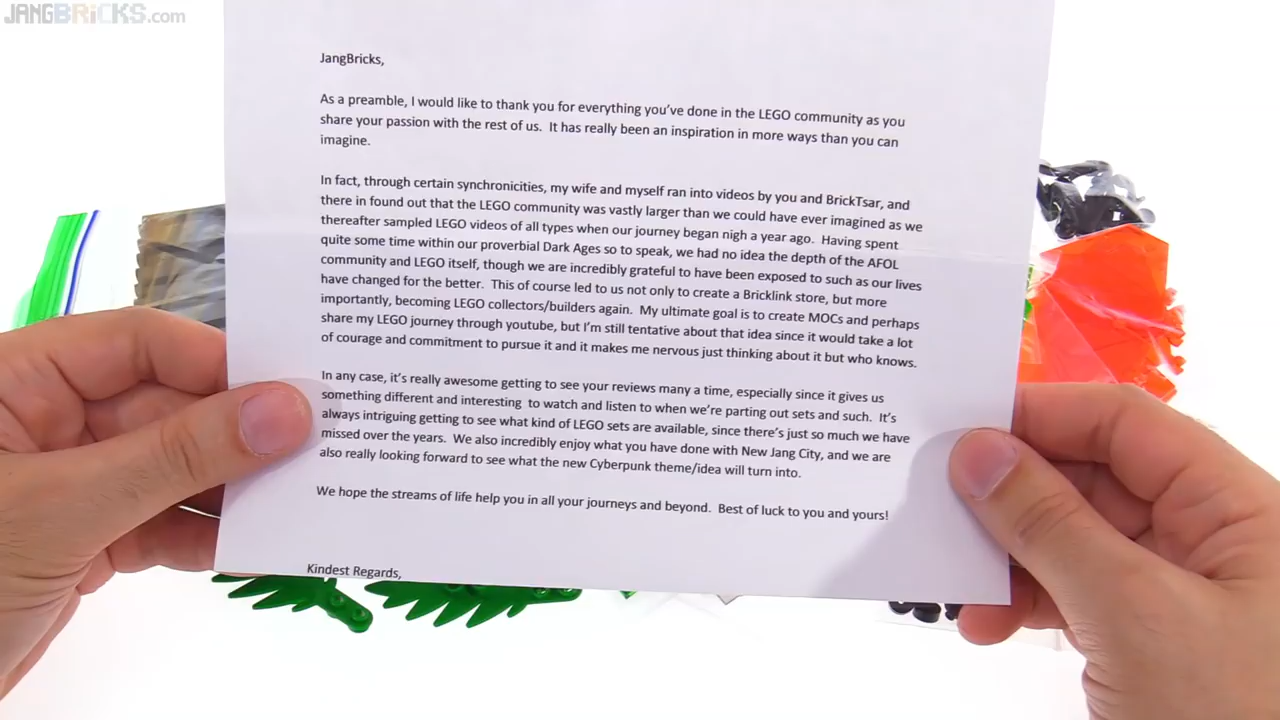 JANGBRiCKS.com
JangBricks,
As a preamble, I would like to thank you for everything you've done in the LEGO community as you
share your passion with the rest of us.  It has really been an inspiration in more ways than you can
imagine.
In fact, through certain synchronicities, my wife and myself ran into videos by you and BrickTsar, and
there in found out that the LEGO community was vastly larger than we could have ever imagined as we
thereafter sampled LEGO videos of all types when our journey began nigh a year ago.  Having spent
quite some time within our proverbial Dark Ages so to speak, we had no idea the depth of the AFOL
community and LEGO itself, though we are incredibly grateful to have been exposed to such as our lives
have changed for the better.  This of course led to us not only to create a Bricklink store, but more
importantly, becoming LEGO collectors/builders again.  My ultimate goal is to create MOCs and perhaps
share my LEGO journey through youtube, but I'm still tentative about that idea since it would take a lot
of courage and commitment to pursue it and it makes me nervous just thinking about it but who knows.
In any case, it's really awesome getting to see your reviews many a time, especially since it gives us
something different and interesting  to watch and listen to when we're parting out sets and such.  It's
always intriguing getting to see what kind of LEGO sets are available, since there's just so much we have
missed over the years.  We also incredibly enjoy what you have done with New Jang City, and we are
also really looking forward to see what the new Cyberpunk theme/idea will turn into.
We hope the streams of life help you in all your journeys and beyond.  Best of luck to you and yours!
Kindest Regards,